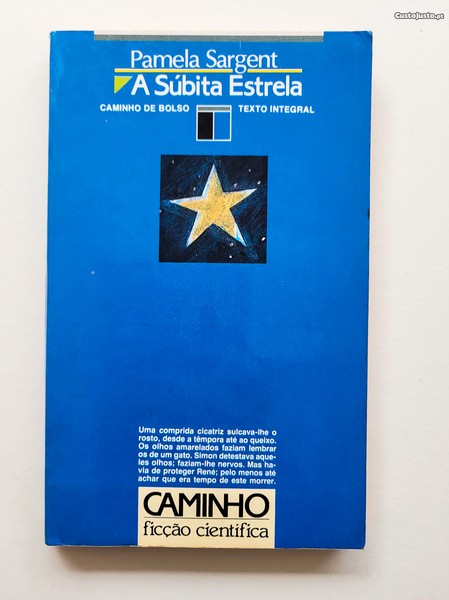 CustoJusto.pt
Pamela Sargent
A Súbita Estrela
CAMINHO DE BOLSO TEXTO INTEGRAL
Uma comprida cicatriz sulcava-lhe o
rosto, desde a têmpora até ao queixo.
Os olhos amarelados faziam lembrar
os de um gato. Simon detestava aque-
les olhos; faziam-lhe nervos. Mas ha-
via de proteger René; pelo menos até
achar que era tempo de este morrer.
CAMINHO
ficção científica